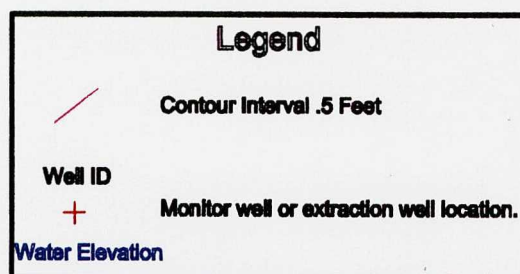 Legend
Contour Interval .5 Feet
Well ID
Monitor well or extraction well location.
Water Elevation